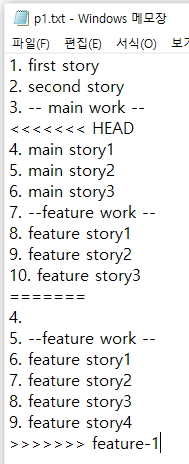 p1.txt - Windows 메모장
파일(F) 편집(E) 서식(O) 보기
1. first story
2. second story
3. -- main work --
<<<<<<< HEAD
4. main story1
5. main story2
6. main story3
7. --feature work --
8. feature story1
9. feature story2
10. feature story3
=======
4.
5. --feature work --
6. feature story1
7. feature story2
8. feature story3
9. feature story4
>>>>>>> feature-1